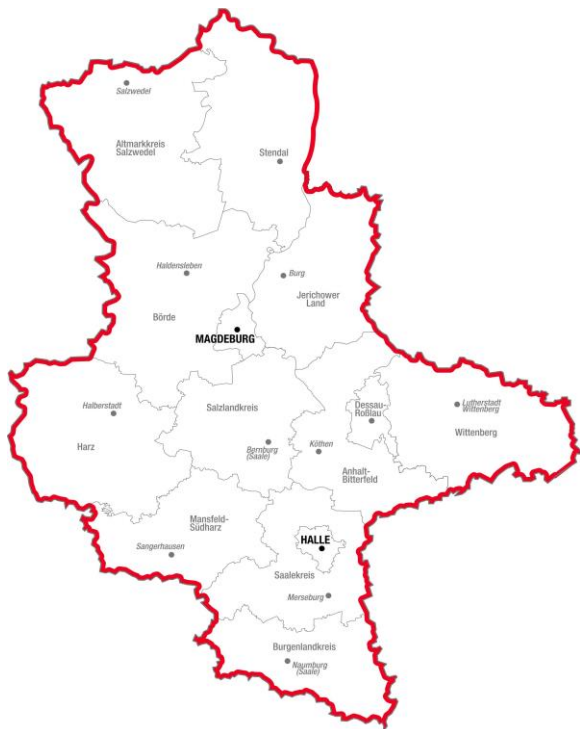 Salzwedel
Altmarkkreis
Salzwedel
Stendal
Haldensleben
Burg
Jerichower
Land
Börde
MAGDEBURG
Halberstadt
Salzlandkreis
Dessau-
Roßlau
Lutherstadt
Wittenberg
Harz
Bernburg
(Saale)
Köthen
Wittenberg
Anhalt-
Bitterfeld
Mansfeld-
Südharz
Sangerhausen
HALLE
Saalekreis
Merseburg
Burgenlandkreis
Naumburg
(Saale)